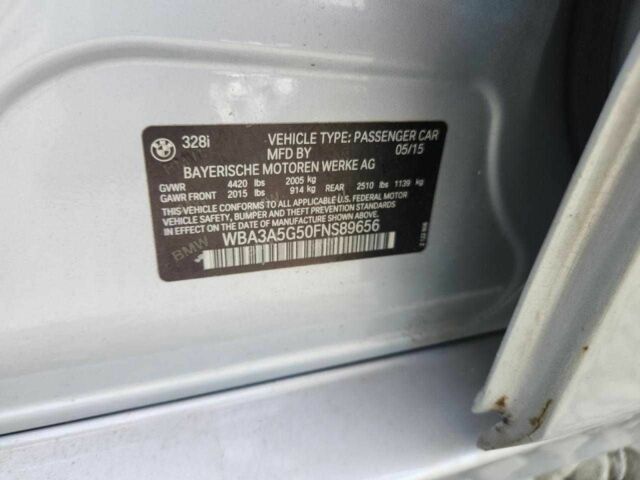 BMW 328i VEHICLE TYPE: PASSENGER CAR
MFD BY 05/15
BAYERISCHE MOTOREN WERKE AG
GVWR 4420 lbs 2005 kg
GAWR FRONT 2015 lbs 914 kg REAR 2510 lbs 1139 kg
THIS VEHICLE CONFORMS TO ALL APPLICABLE U.S. FEDERAL MOTOR
VEHICLE SAFETY, BUMPER, AND THEFT PREVENTION STANDARDS
IN EFFECT ON THE DATE OF MANUFACTURE SHOWN ABOVE.
WBA3A5G50FNS89656
BMW